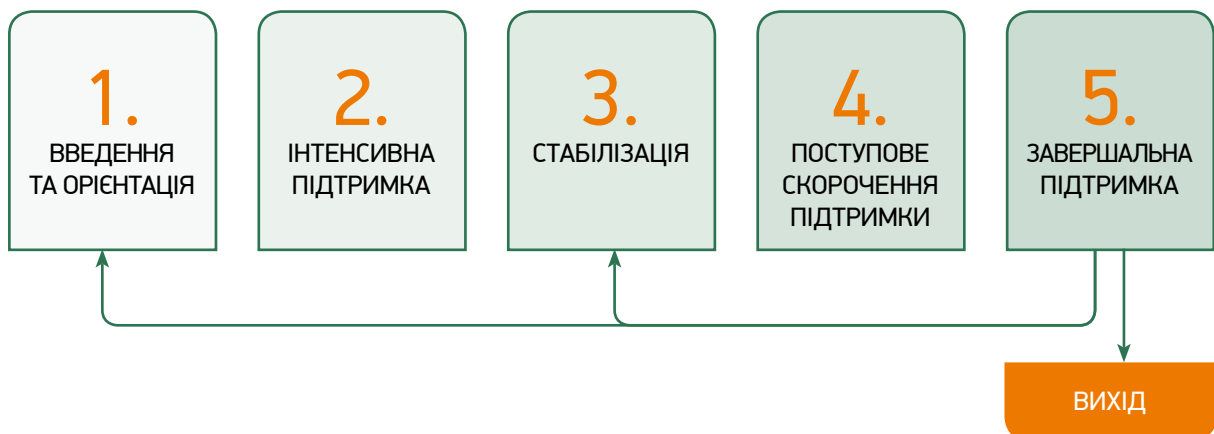 1.
ВВЕДЕННЯ
ТА ОРІЄНТАЦІЯ
2.
ІНТЕНСИВНА
ПІДТРИМКА
3.
СТАБІЛІЗАЦІЯ
4.
ПОСТУПОВЕ
СКОРОЧЕННЯ
ПІДТРИМКИ
5.
ЗАВЕРШАЛЬНА
ПІДТРИМКА
ВИХІД